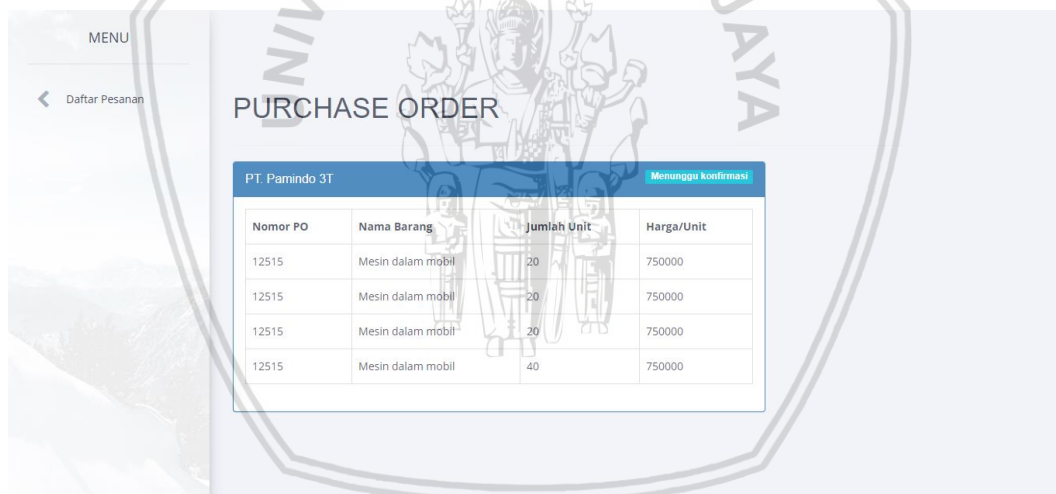 MENU
Daftar Pesanan
PURCHASE ORDER
PT. Pamindo 3T Menunggu konfirmasi
Nomor PO Nama Barang Jumlah Unit Harga/Unit
12515 Mesin dalam mobil 20 750000
12515 Mesin dalam mobil 20 750000
12515 Mesin dalam mobil 20 750000
12515 Mesin dalam mobil 40 750000